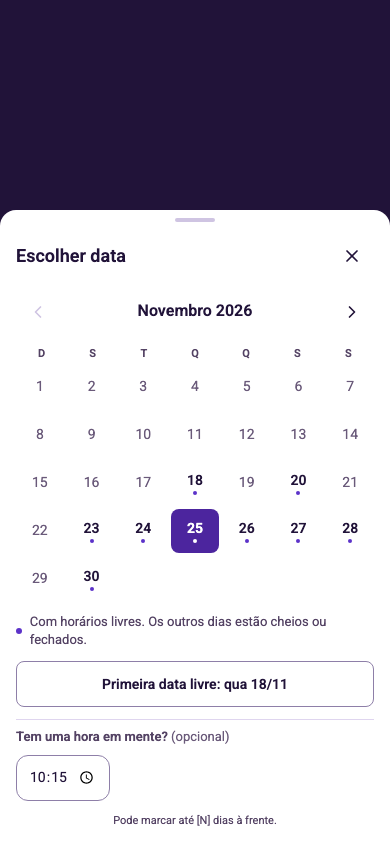 Escolher data
Novembro 2026
D S T Q Q S S
1 2 3 4 5 6 7
8 9 10 11 12 13 14
15 16 17 18 19 20 21
22 23 24 25 26 27 28
29 30
Com horários livres. Os outros dias estão cheios ou
fechados.
Primeira data livre: qua 18/11
Tem uma hora em mente? (opcional)
10:15
Pode marcar até [N] dias à frente.